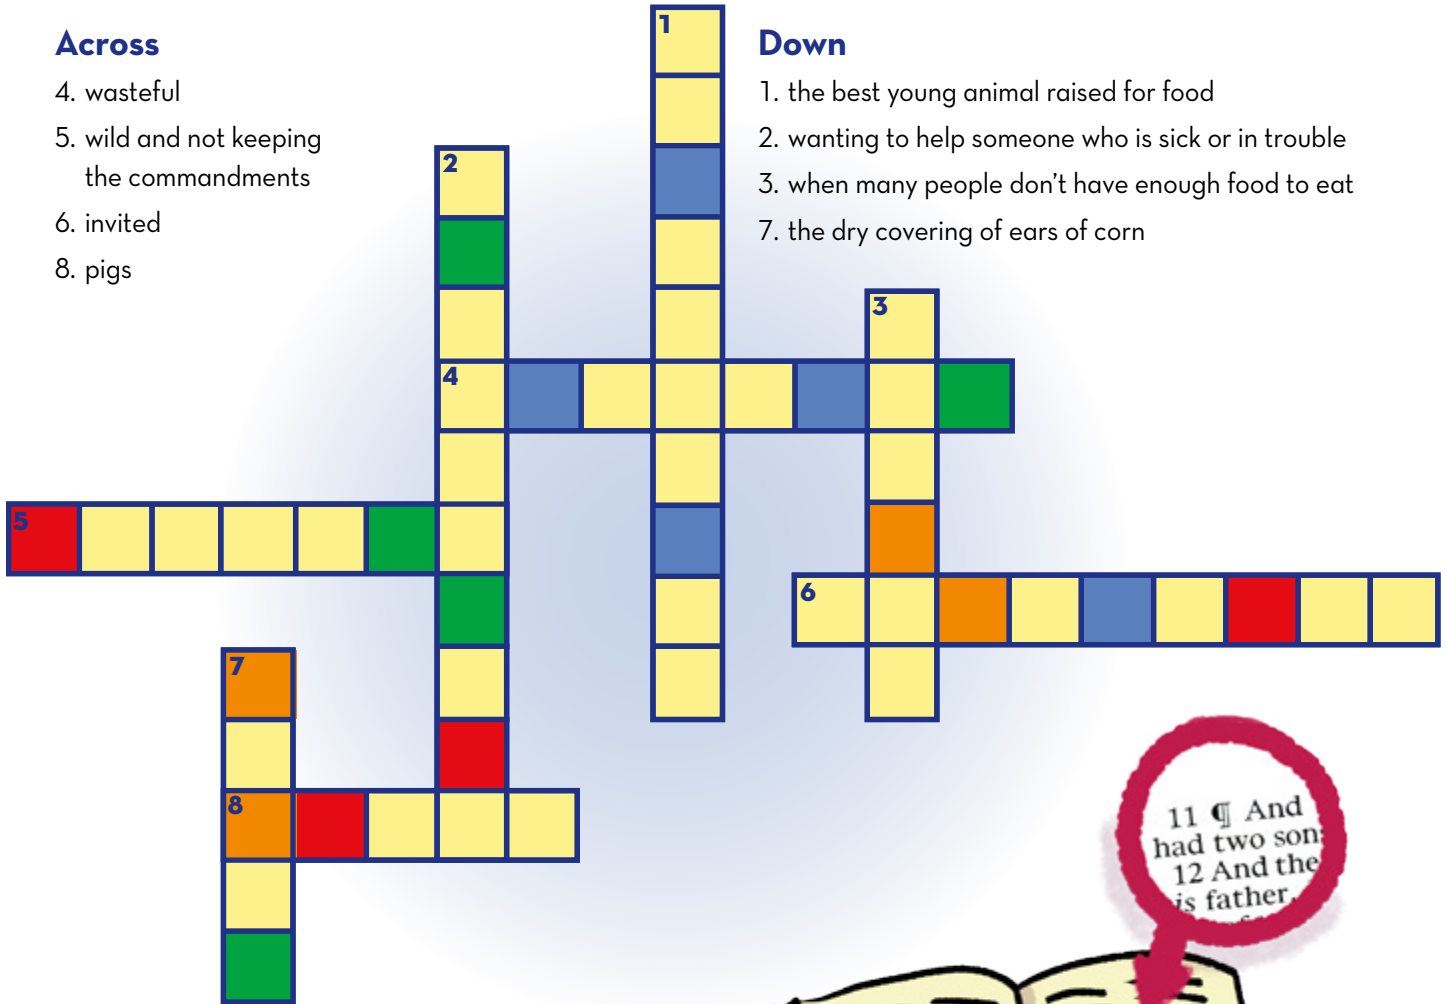 Across
4. wasteful
5. wild and not keeping
the commandments
6. invited
8. pigs
Down
1. the best young animal raised for food
2. wanting to help someone who is sick or in trouble
3. when many people don't have enough food to eat
7. the dry covering of ears of corn
1
2
3
4
5
6
7
8
11 ¶ And
had two sons
12 And the
is father,